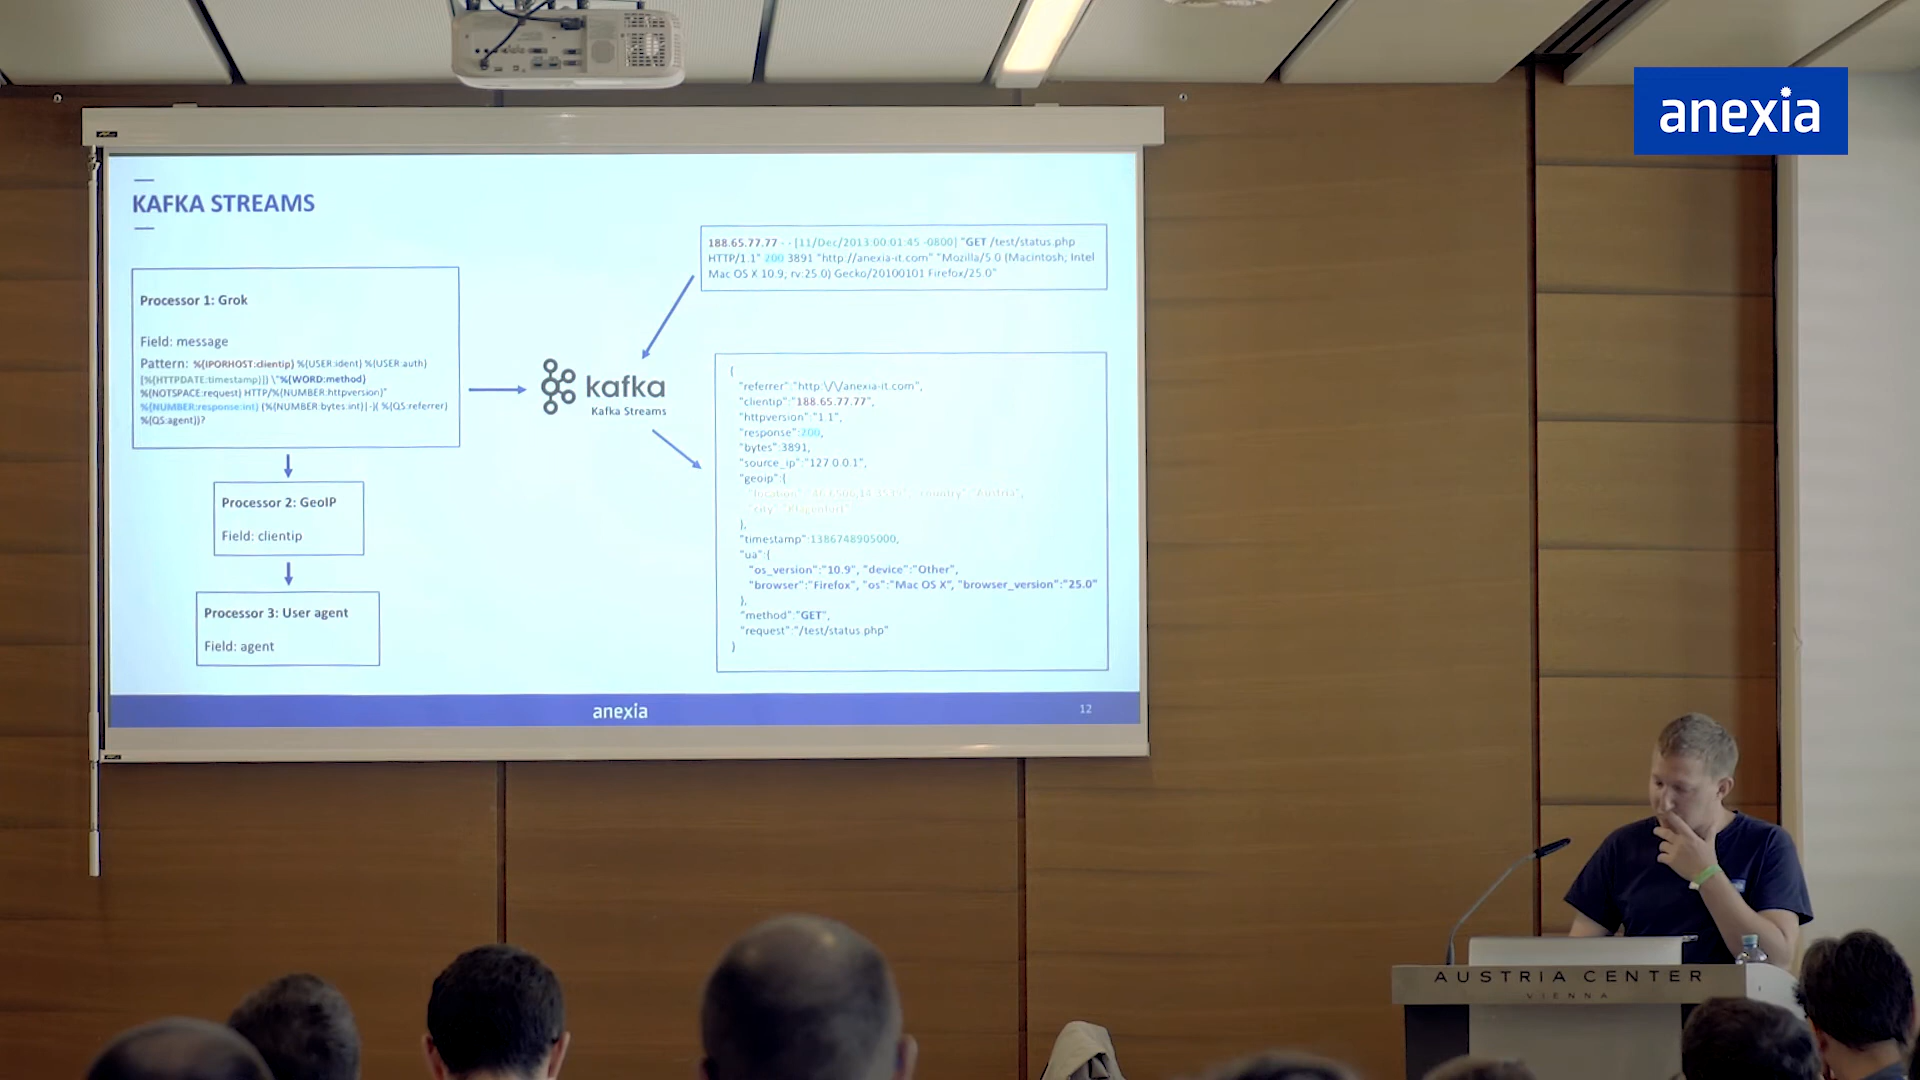 anexia
KAFKA STREAMS
Processor 1: Grok
Field: message
Pattern: %{IPORHOST:clientip} %{USER:ident} %{USER:auth}
[%{HTTPDATE:timestamp}]] \"%{WORD:method}
%{NOTSPACE:request} HTTP/%{NUMBER:httpversion}"
%{NUMBER:response:int} (%{NUMBER:bytes:int}|-)( %{QS:referrer}
%{QS:agent})?
Processor 2: GeoIP
Field: clientip
Processor 3: User agent
Field: agent
kafka
Kafka Streams
188.65.77.77 - - [11/Dec/2013:00:01:45 -0800] "GET /test/status.php
HTTP/1.1" 200 3891 "http://anexia-it.com" "Mozilla/5.0 (Macintosh; Intel
Mac OS X 10.9; rv:25.0) Gecko/20100101 Firefox/25.0"
{
"referrer":"http:\/\/anexia-it.com",
"clientip":"188.65.77.77",
"httpversion":"1.1",
"response":200,
"bytes":3891,
"source_ip":"127.0.0.1",
"geoip":{
"location": "country":"Austria",
"city":"Klagenfurt"
},
"timestamp":1386748905000,
"ua":{
"os_version":"10.9", "device":"Other",
"browser":"Firefox", "os":"Mac OS X", "browser_version":"25.0"
},
"method":"GET",
"request":"/test/status.php"
}
anexia
12
AUSTRIA CENTER
VIENNA